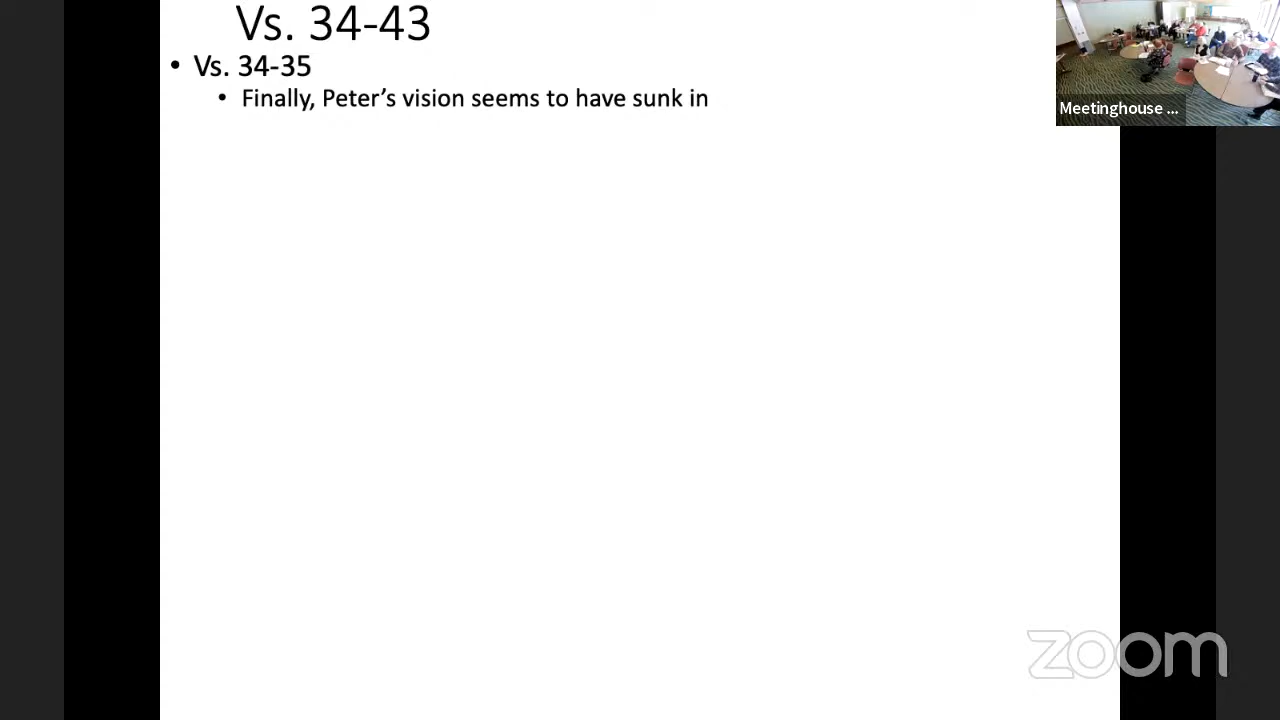 Vs. 34-43
• Vs. 34-35
• Finally, Peter’s vision seems to have sunk in
Meetinghouse ...
zoom